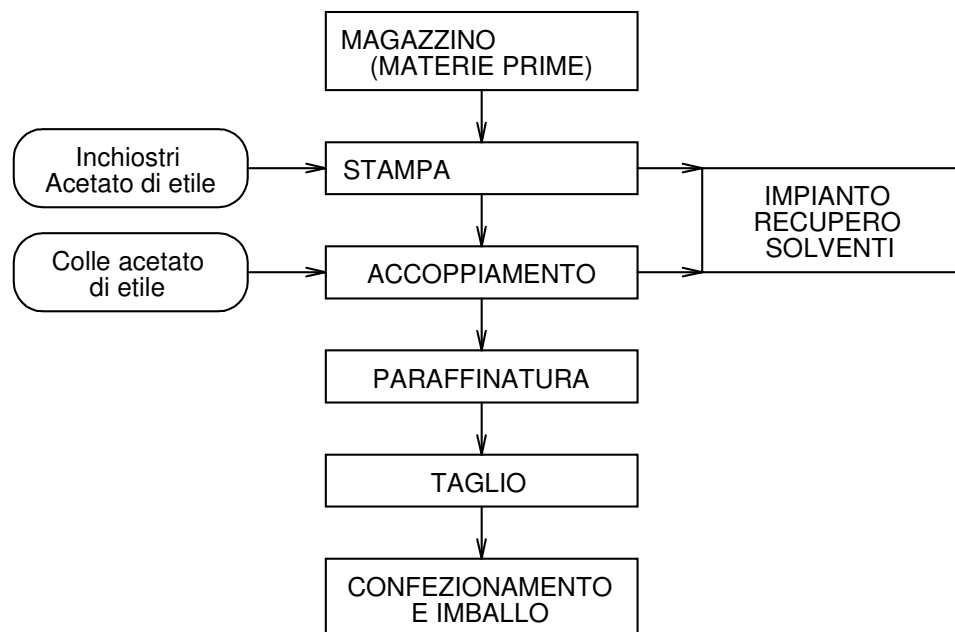 MAGAZZINO
(MATERIE PRIME)
Inchiostri
Acetato di etile
STAMPA
IMPIANTO
RECUPERO
SOLVENTI
Colle acetato
di etile
ACCOPPIAMENTO
PARAFFINATURA
TAGLIO
CONFEZIONAMENTO
E IMBALLO